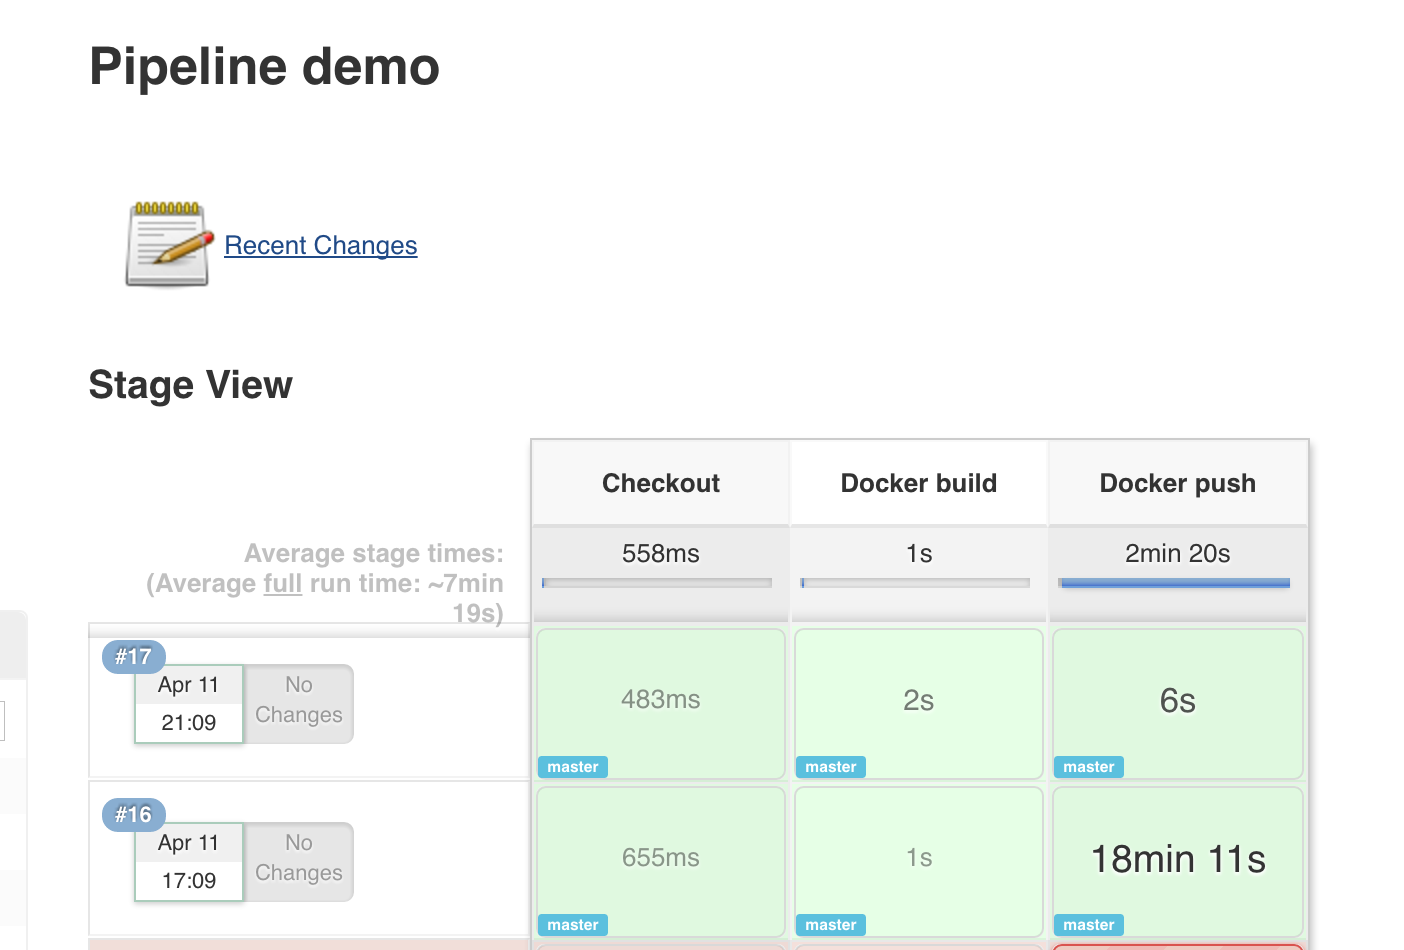 Pipeline demo
Recent Changes
Stage View
Checkout
Docker build
Docker push
Average stage times:
(Average full run time: ~7min
19s)
558ms
1s
2min 20s
#17
Apr 11
21:09
No
Changes
483ms
master
2s
master
6s
master
#16
Apr 11
17:09
No
Changes
655ms
master
1s
master
18min 11s
master